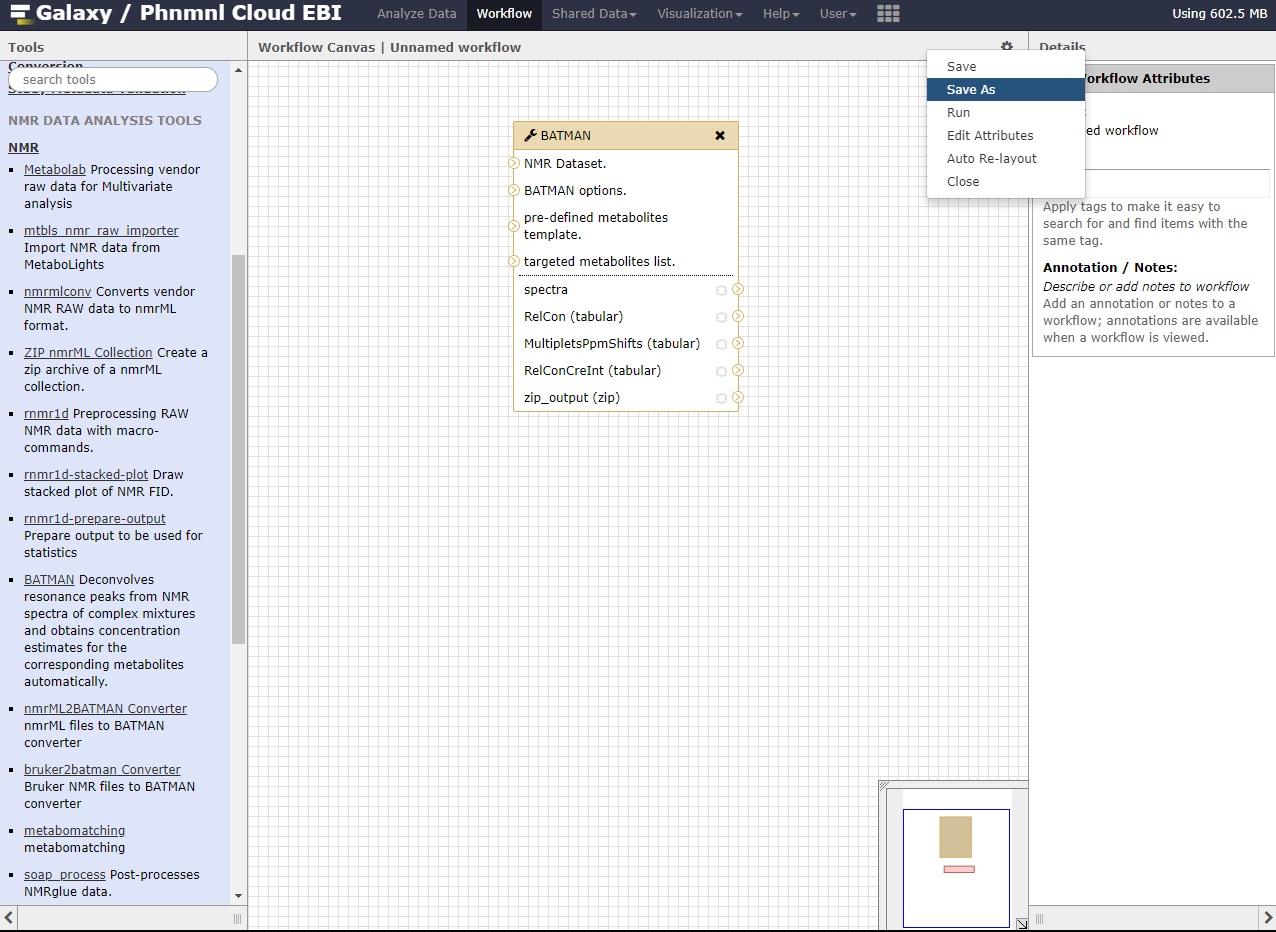 Galaxy / Phnmnl Cloud EBI
Analyze Data
Workflow
Shared Data
Visualization
Help
User
Using 602.5 MB
Tools
search tools
NMR DATA ANALYSIS TOOLS
NMR
Metabolab Processing vendor
raw data for Multivariate
analysis
mtbls_nmr_raw_importer
Import NMR data from
MetaboLights
nmrmlconv Converts vendor
NMR RAW data to nmrML
format.
ZIP nmrML Collection Create a
zip archive of a nmrML
collection.
rnmr1d Preprocessing RAW
NMR data with macro-
commands.
rnmr1d-stacked-plot Draw
stacked plot of NMR FID.
rnmr1d-prepare-output
Prepare output to be used for
statistics
BATMAN Deconvolves
resonance peaks from NMR
spectra of complex mixtures
and obtains concentration
estimates for the
corresponding metabolites
automatically.
nmrML2BATMAN Converter
nmrML files to BATMAN
converter
bruker2batman Converter
Bruker NMR files to BATMAN
converter
metabomatching
metabomatching
soap_process Post-processes
NMRglue data.
Workflow Canvas | Unnamed workflow
BATMAN
NMR Dataset.
BATMAN options.
pre-defined metabolites
template.
targeted metabolites list.
spectra
RelCon (tabular)
MultipletsPpmShifts (tabular)
RelConCreInt (tabular)
zip_output (zip)
Save
Save As
Run
Edit Attributes
Auto Re-layout
Close
Details
orkflow Attributes
ed workflow
Apply tags to make it easy to
search for and find items with the
same tag.
Annotation / Notes:
Describe or add notes to workflow
Add an annotation or notes to a
workflow; annotations are available
when a workflow is viewed.